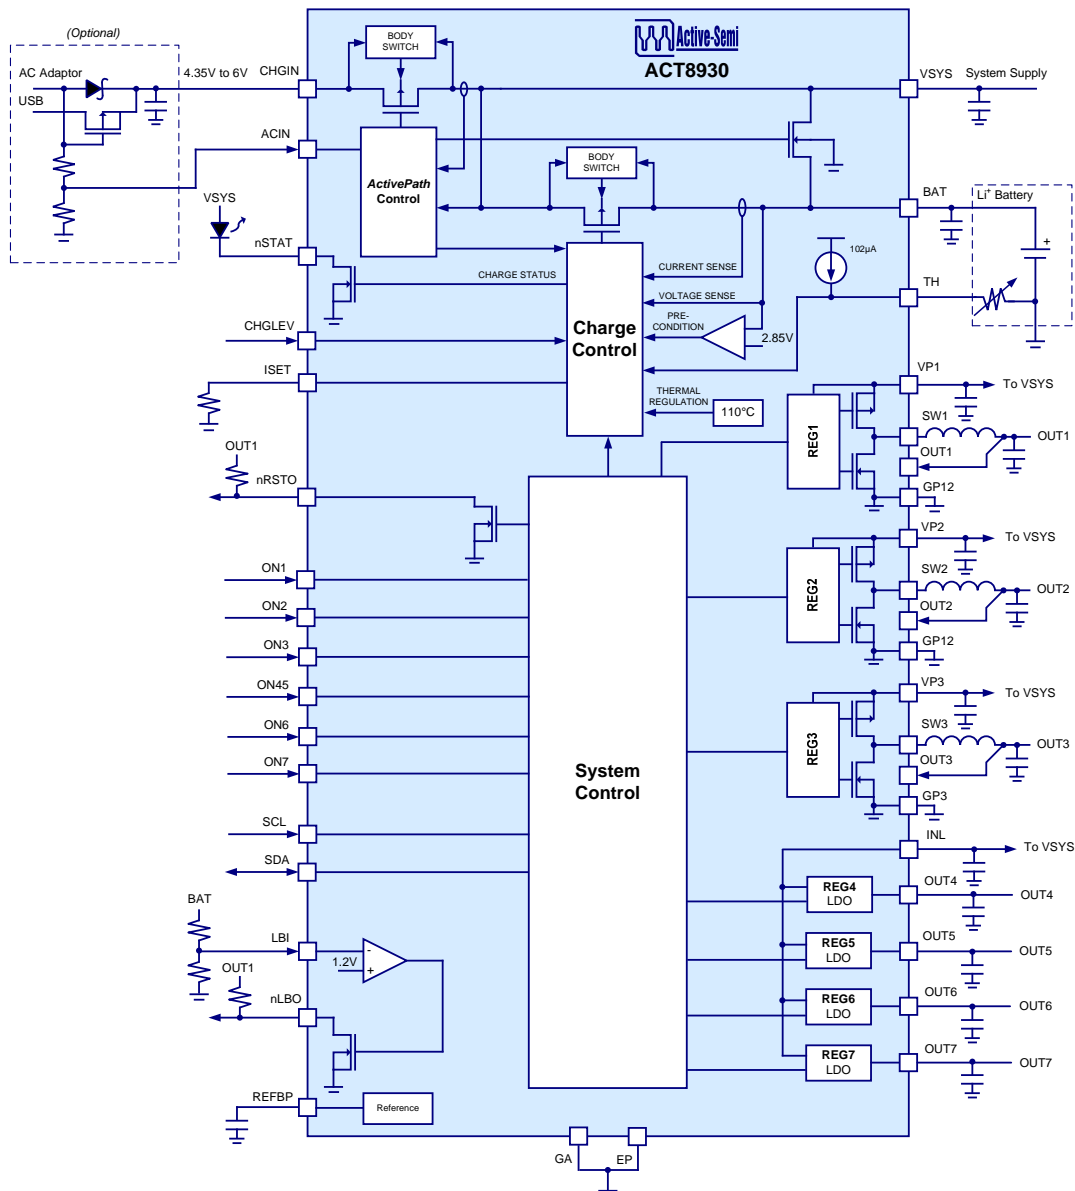 (Optional)
AC Adaptor
USB
4.35V to 6V
CHGIN
BODY
SWITCH
Active-Semi
ACT8930
VSYS
System Supply
ACIN
ActivePath
Control
BODY
SWITCH
BAT
Li+ Battery
+
VSYS
nSTAT
CHARGE STATUS
CURRENT SENSE
102µA
TH
VOLTAGE SENSE
PRE-
CONDITION
2.85V
CHGLEV
Charge
Control
ISET
THERMAL
REGULATION
110°C
VP1
To VSYS
REG1
SW1
OUT1
OUT1
GP12
OUT1
nRSTO
VP2
To VSYS
REG2
SW2
OUT2
OUT2
GP12
ON1
ON2
ON3
ON45
ON6
ON7
VP3
To VSYS
REG3
SW3
OUT3
OUT3
GP3
System
Control
SCL
SDA
INL
To VSYS
REG4
LDO
OUT4
OUT4
BAT
LBI
1.2V
-
+
REG5
LDO
OUT5
OUT5
OUT1
nLBO
REG6
LDO
OUT6
OUT6
REG7
LDO
OUT7
OUT7
REFBP
Reference
GA
EP